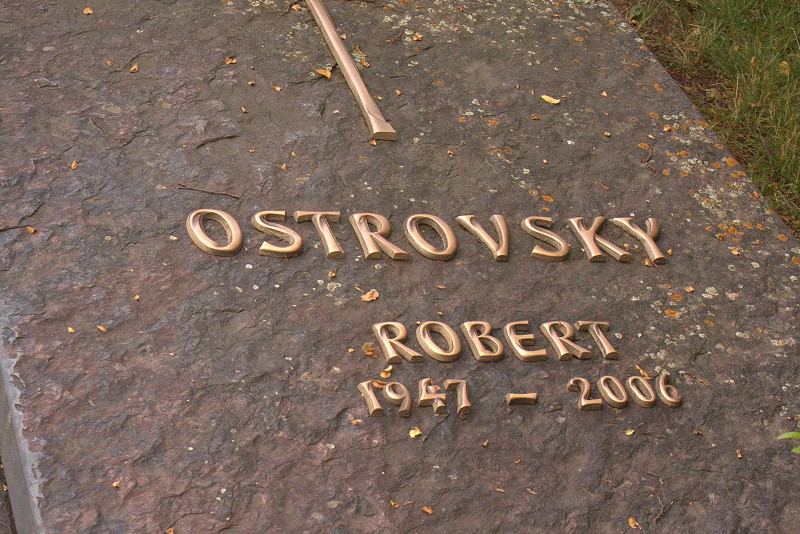 OSTROVSKY
ROBERT
1947 – 2006